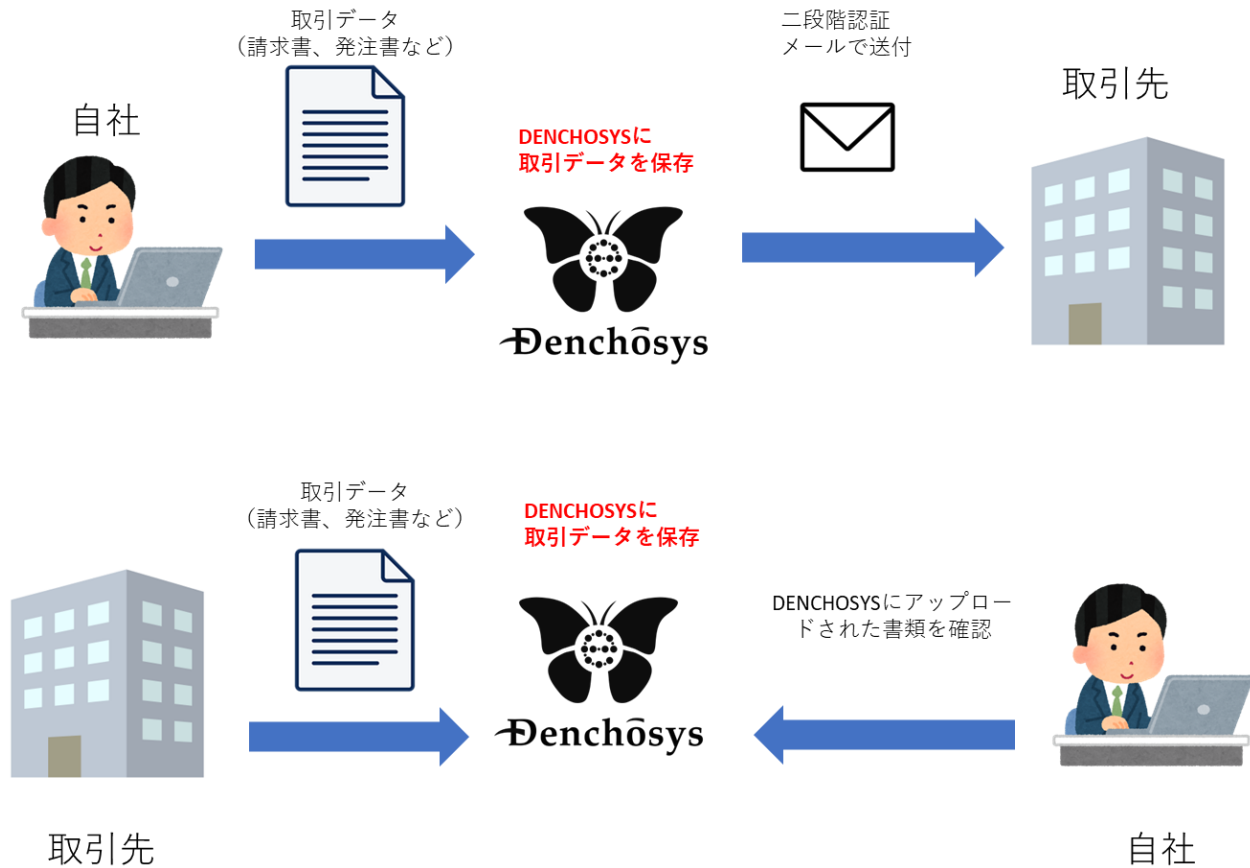 取引データ
（請求書、発注書など）
二段階認証
メールで送付
自社
取引先
DENCHOSYSに
取引データを保存
Denchōsys
取引データ
（請求書、発注書など）
DENCHOSYSに
取引データを保存
DENCHOSYSにアップロー
ドされた書類を確認
Denchōsys
取引先
自社